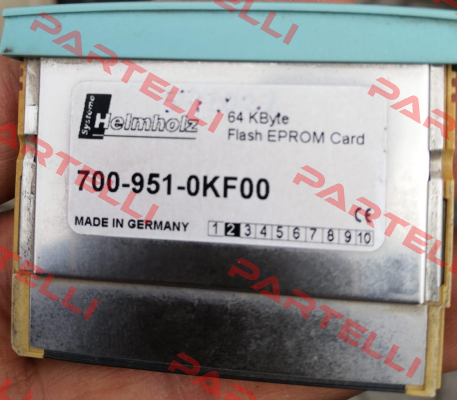 Systeme
Helmholz
64 KByte
Flash EPROM Card
700-951-0KF00
CE
MADE IN GERMANY
1 2 3 4 5 6 7 8 9 10
PARTELLI
PARTELLI
PARTELLI
PARTELLI
PARTELLI
PARTELLI